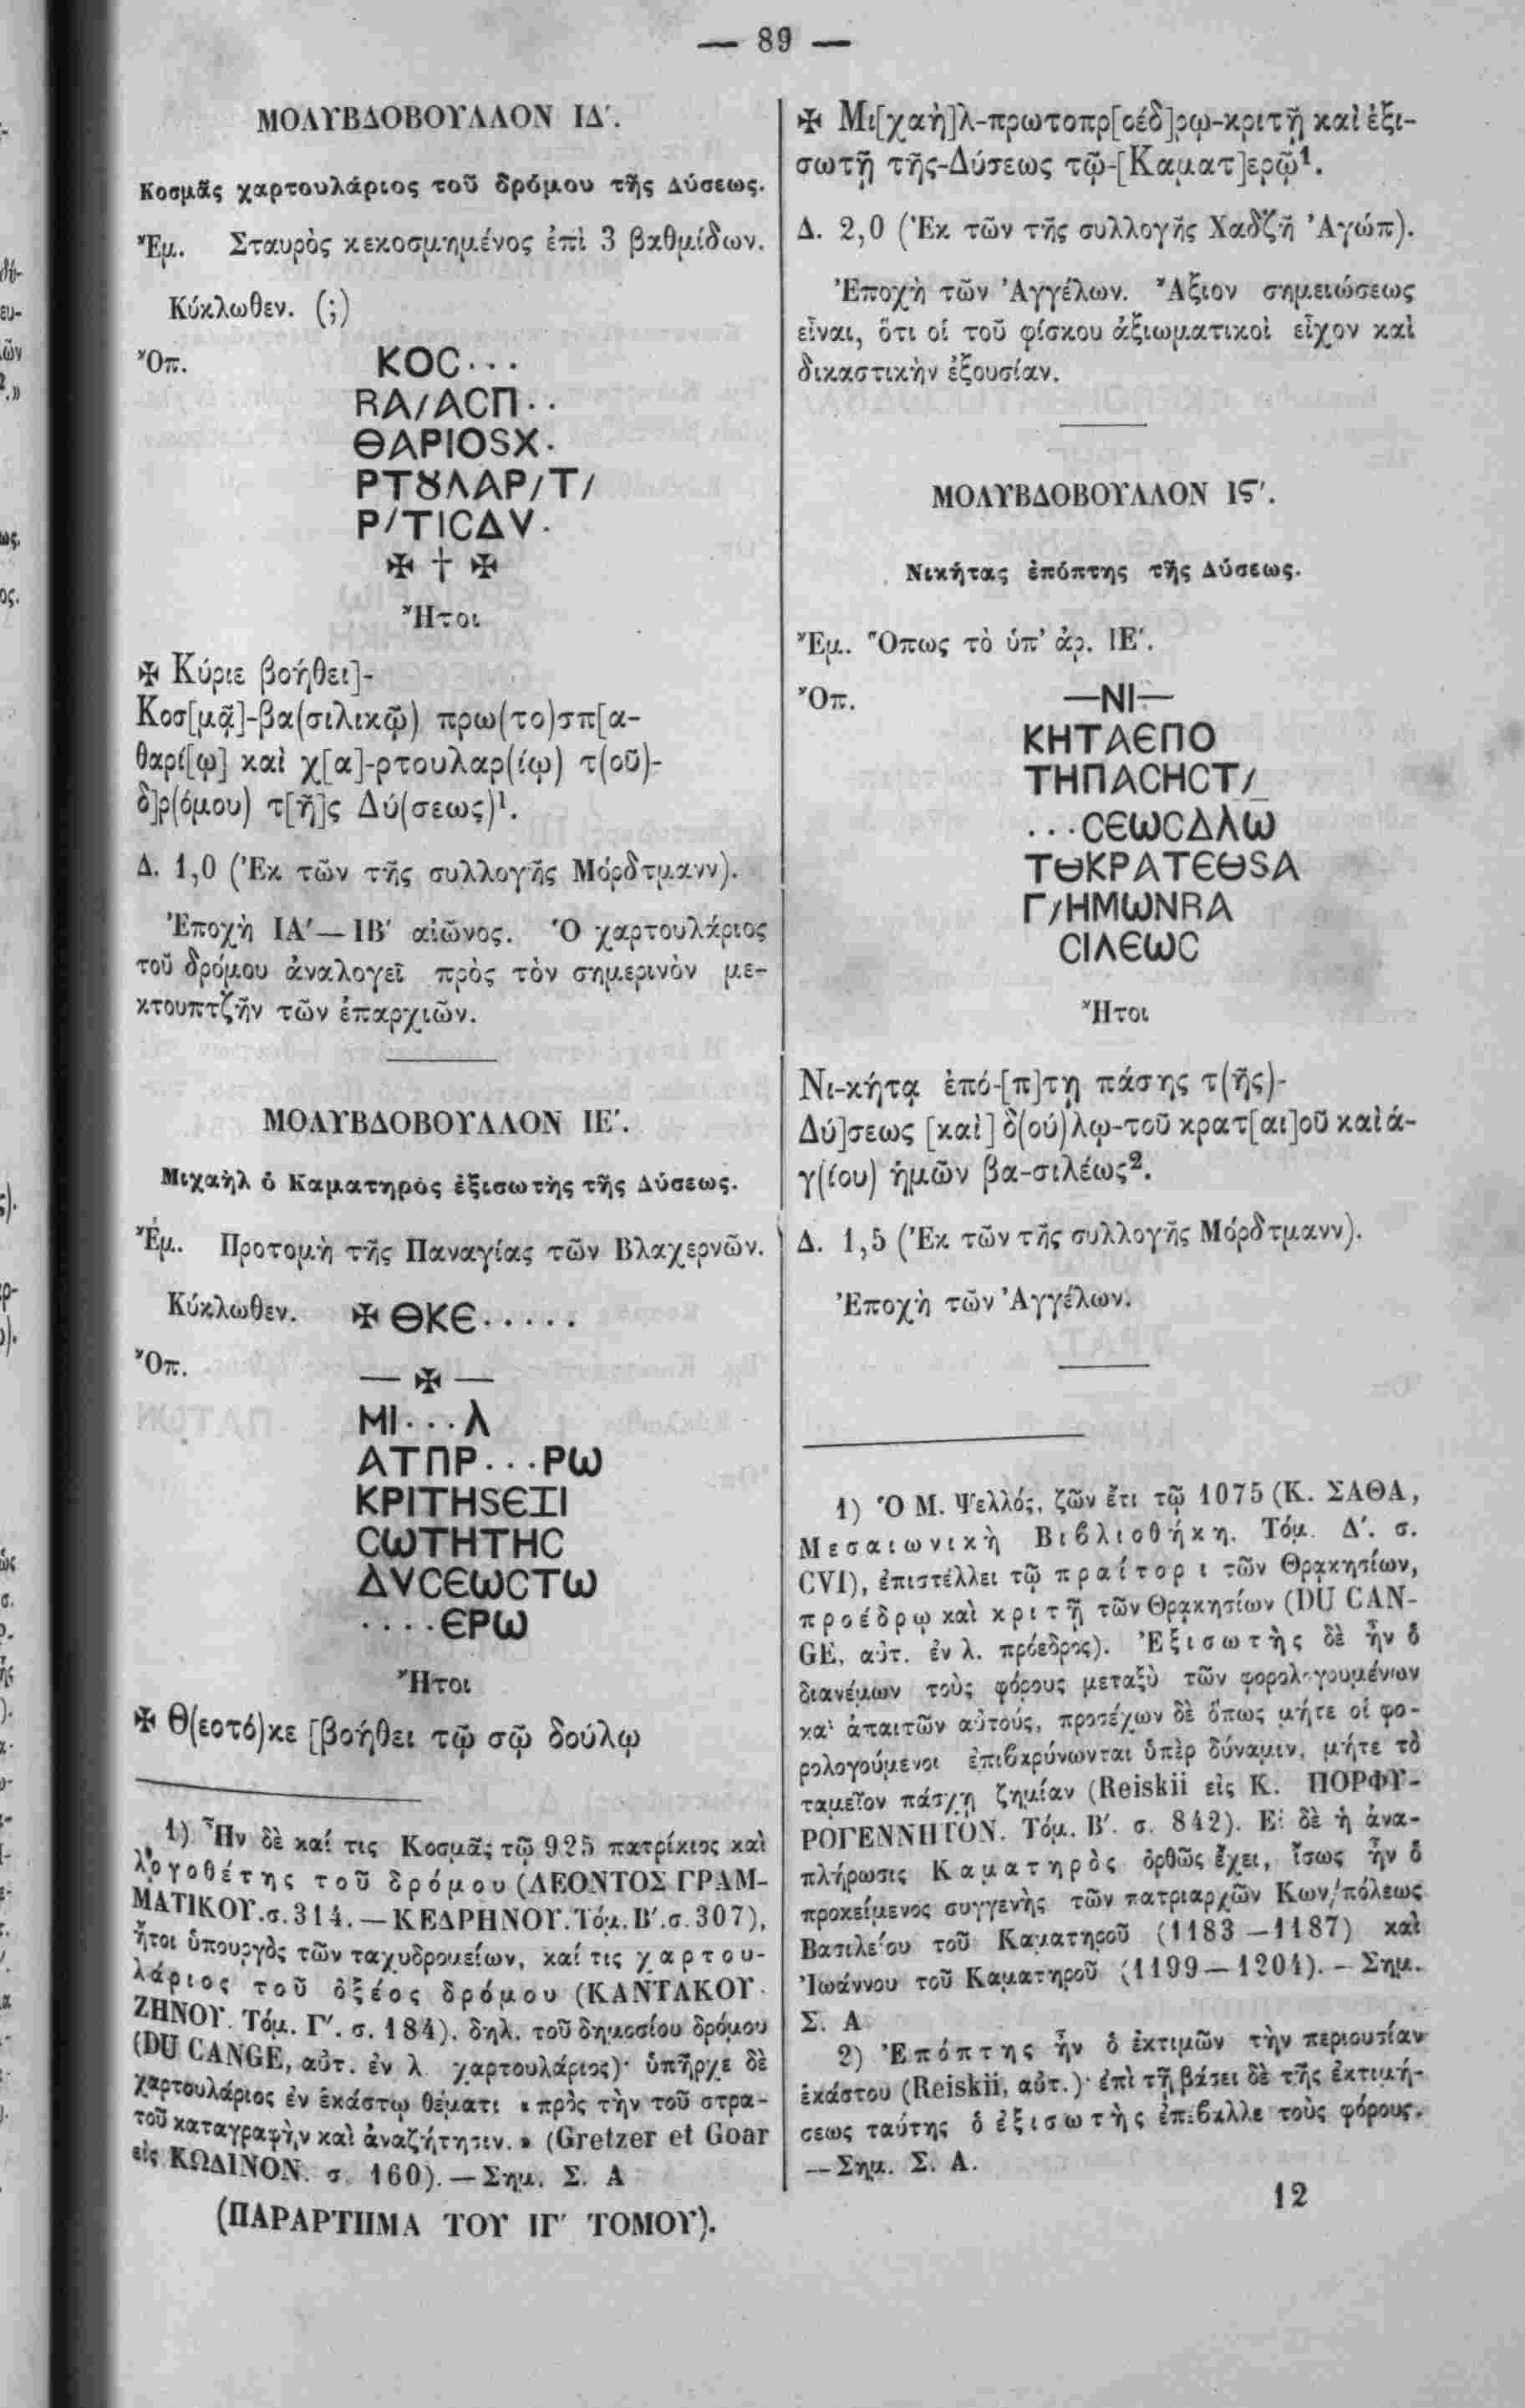 — 89 —
ΜΟΛΥΒΔΟΒΟΥΛΛΟΝ ΙΔ΄.
Κοσμᾶς χαρτουλάριος τοῦ δρόμου τῆς Δύσεως.
Ἔμ. Σταυρὸς κεκοσμημένος ἐπὶ 3 βαθμίδων.
Κύκλωθεν. (;)
Ὄπ. ΚΟC···
ΒΑ/ΑCΠ··
ΘΑΡΙΟSΧ·
ΡΤȢΛΑΡ/Τ/
Ρ/ΤΙCΔV·
✠ † ✠
Ἤτοι
✠ Κύριε βοήθει]-
Κοσ[μᾷ]-βα(σιλικῷ) πρω(το)σπ[α-
θαρί[ῳ] καὶ χ[α]-ρτουλαρ(ίῳ) τ(οῦ)-
δ]ρ(όμου) τ[ῆ]ς Δύ(σεως)¹.
Δ. 1,0 (Ἐκ τῶν τῆς συλλογῆς Μόρδτμανν).
Ἐποχὴ ΙΑ΄—ΙΒ΄ αἰῶνος. Ὁ χαρτουλάριος
τοῦ δρόμου ἀναλογεῖ πρὸς τὸν σημερινὸν με-
κτουπτζῆν τῶν ἐπαρχιῶν.
ΜΟΛΥΒΔΟΒΟΥΛΛΟΝ ΙΕ΄.
Μιχαὴλ ὁ Καματηρὸς ἐξισωτὴς τῆς Δύσεως.
Ἔμ. Προτομὴ τῆς Παναγίας τῶν Βλαχερνῶν.
Κύκλωθεν. ✠ ΘΚЄ·····
Ὄπ. — ✠ —
ΜΙ···λ
ΑΤΠΡ···Ρω
ΚΡΙΤΗSЄΞΙ
CωΤΗΤΗC
ΔVCЄωCΤω
····ЄΡω
Ἤτοι
✠ Θ(εοτό)κε [βοήθει τῷ σῷ δούλῳ
1) Ἦν δὲ καί τις Κοσμᾶς τῷ 925 πατρίκιος καὶ
λογοθέτης τοῦ δρόμου (ΛΕΟΝΤΟΣ ΓΡΑΜ-
ΜΑΤΙΚΟΥ.σ.314.—ΚΕΔΡΗΝΟΥ.Τόμ.Β΄.σ.307),
ἤτοι ὑπουργὸς τῶν ταχυδρομείων, καί τις χαρτου-
λάριος τοῦ ὀξέος δρόμου (ΚΑΝΤΑΚΟΥ-
ΖΗΝΟΥ. Τόμ. Γ΄. σ. 184). δηλ. τοῦ δημοσίου δρόμου
(DU CANGE, αὐτ. ἐν λ χαρτουλάριος)· ὑπῆρχε δὲ
χαρτουλάριος ἐν ἑκάστῳ θέματι «πρὸς τὴν τοῦ στρα-
τοῦ καταγραφὴν καὶ ἀναζήτησιν.» (Gretzer et Goar
εἰς ΚΩΔΙΝΟΝ. σ. 160).—Σημ. Σ. Α
(ΠΑΡΑΡΤΗΜΑ ΤΟΥ ΙΓ΄ ΤΟΜΟΥ).
✠ Μι[χαὴ]λ-πρωτοπρ[οέδ]ρῳ-κριτῇ καὶ ἐξι-
σωτῇ τῆς-Δύσεως τῷ-[Καματ]ερῷ¹.
Δ. 2,0 (Ἐκ τῶν τῆς συλλογῆς Χαδζῆ Ἀγώπ).
Ἐποχὴ τῶν Ἀγγέλων. Ἄξιον σημειώσεως
εἶναι, ὅτι οἱ τοῦ φίσκου ἀξιωματικοὶ εἶχον καὶ
δικαστικὴν ἐξουσίαν.
ΜΟΛΥΒΔΟΒΟΥΛΛΟΝ ΙϚ΄.
Νικήτας ἐπόπτης τῆς Δύσεως.
Ἔμ. Ὅπως τὸ ὑπ' ἀρ. ΙΕ΄.
Ὄπ. —ΝΙ—
ΚΗΤΑЄΠΟ
ΤΗΠΑCΗCΤ/
···CЄωCΔλω
ΤȣΚΡΑΤЄȣSΑ
Γ/ΗΜωΝΒΑ
CΙΛЄωC
Ἤτοι
Νι-κήτᾳ ἐπό-[π]τῃ πάσης τ(ῆς)-
Δύ]σεως [καὶ] δ(ού)λῳ-τοῦ κρατ[αι]οῦ καὶ ἁ-
γ(ίου) ἡμῶν βα-σιλέως².
Δ. 1,5 (Ἐκ τῶν τῆς συλλογῆς Μόρδτμανν).
Ἐποχὴ τῶν Ἀγγέλων.
1) Ὁ Μ. Ψελλός, ζῶν ἔτι τῷ 1075 (Κ. ΣΑΘΑ,
Μεσαιωνικὴ Βιβλιοθήκη. Τόμ. Δ΄. σ.
CVI), ἐπιστέλλει τῷ πραίτορι τῶν Θρᾳκησίων,
προέδρῳ καὶ κριτῇ τῶν Θρᾳκησίων (DU CAN-
GE, αὐτ. ἐν λ. πρόεδρος). Ἐξισωτὴς δὲ ἦν ὁ
διανέμων τοὺς φόρους μεταξὺ τῶν φορολογουμένων
καὶ ἀπαιτῶν αὐτούς, προσέχων δὲ ὅπως μήτε οἱ φο-
ρολογούμενοι ἐπιβαρύνωνται ὑπὲρ δύναμιν, μήτε τὸ
ταμεῖον πάσχῃ ζημίαν (Reiskii εἰς Κ. ΠΟΡΦΥ-
ΡΟΓΕΝΝΗΤΟΝ. Τόμ. Β΄. σ. 842). Εἰ δὲ ἡ ἀνα-
πλήρωσις Καματηρὸς ὀρθῶς ἔχει, ἴσως ἦν ὁ
προκείμενος συγγενὴς τῶν πατριαρχῶν Κων/πόλεως
Βασιλείου τοῦ Καματηροῦ (1183—1187) καὶ
Ἰωάννου τοῦ Καματηροῦ (1199—1204).—Σημ.
Σ. Α
2) Ἐπόπτης ἦν ὁ ἐκτιμῶν τὴν περιουσίαν
ἑκάστου (Reiskii, αὐτ.)· ἐπὶ τῇ βάσει δὲ τῆς ἐκτιμή-
σεως ταύτης ὁ ἐξισωτὴς ἐπέβαλλε τοὺς φόρους.
—Σημ. Σ. Α.
12